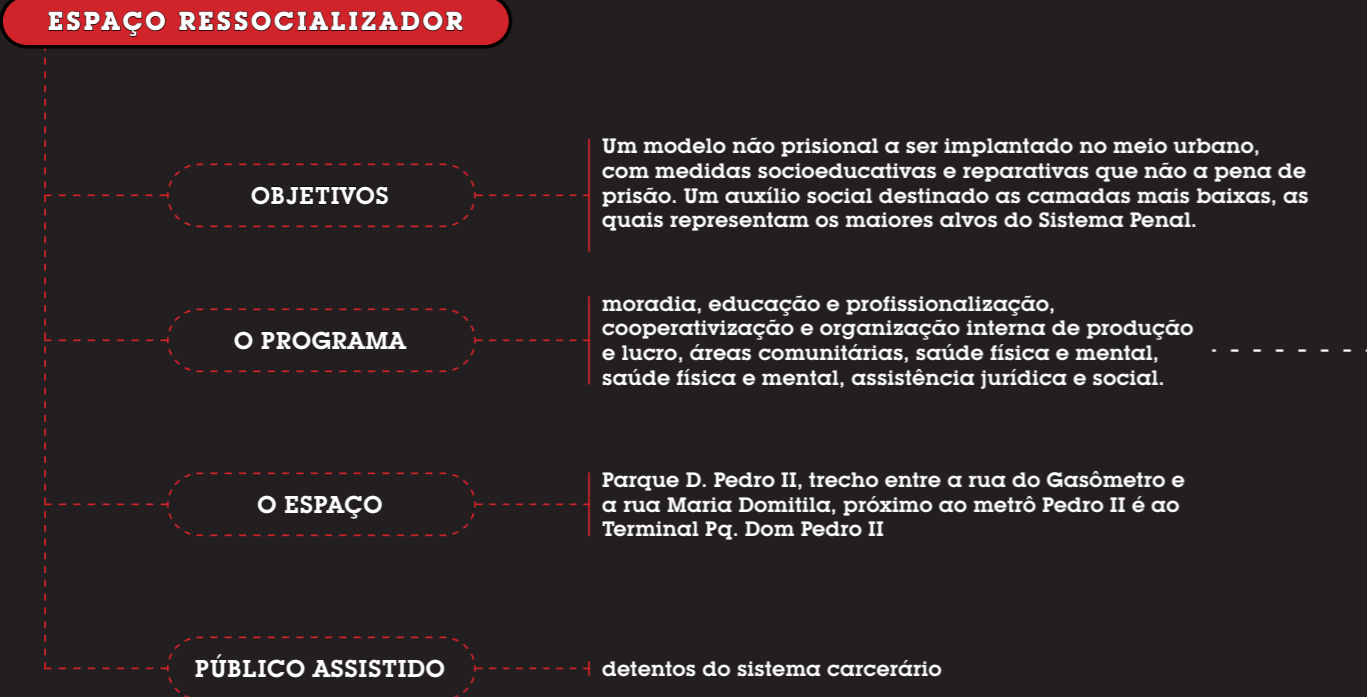 ESPAÇO RESSOCIALIZADOR
OBJETIVOS
Um modelo não prisional a ser implantado no meio urbano,
com medidas socioeducativas e reparativas que não a pena de
prisão. Um auxílio social destinado as camadas mais baixas, as
quais representam os maiores alvos do Sistema Penal.
O PROGRAMA
moradia, educação e profissionalização,
cooperativização e organização interna de produção
e lucro, áreas comunitárias, saúde física e mental,
saúde física e mental, assistência jurídica e social.
O ESPAÇO
Parque D. Pedro II, trecho entre a rua do Gasômetro e
a rua Maria Domitila, próximo ao metrô Pedro II é ao
Terminal Pq. Dom Pedro II
PÚBLICO ASSISTIDO
detentos do sistema carcerário